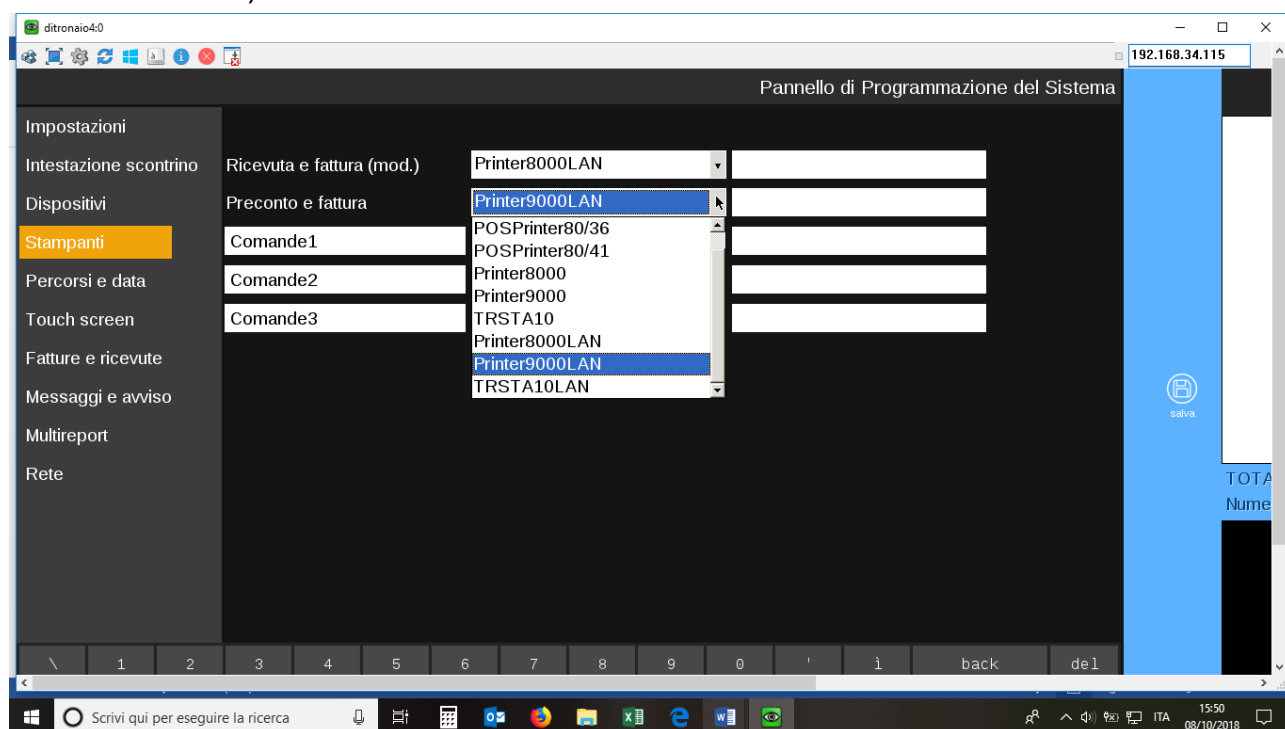 ditronaio4:0
192.168.34.115
Pannello di Programmazione del Sistema
Impostazioni
Intestazione scontrino
Dispositivi
Stampanti
Percorsi e data
Touch screen
Fatture e ricevute
Messaggi e avviso
Multireport
Rete
Ricevuta e fattura (mod.)
Printer8000LAN
Preconto e fattura
Printer9000LAN
Comande1
Comande2
Comande3
POSPrinter80/36
POSPrinter80/41
Printer8000
Printer9000
TRSTA10
Printer8000LAN
Printer9000LAN
TRSTA10LAN
salva
TOTA
Nume
\ 1 2 3 4 5 6 7 8 9 0 ' ì back del
Scrivi qui per eseguire la ricerca
ITA
15:50
08/10/2018